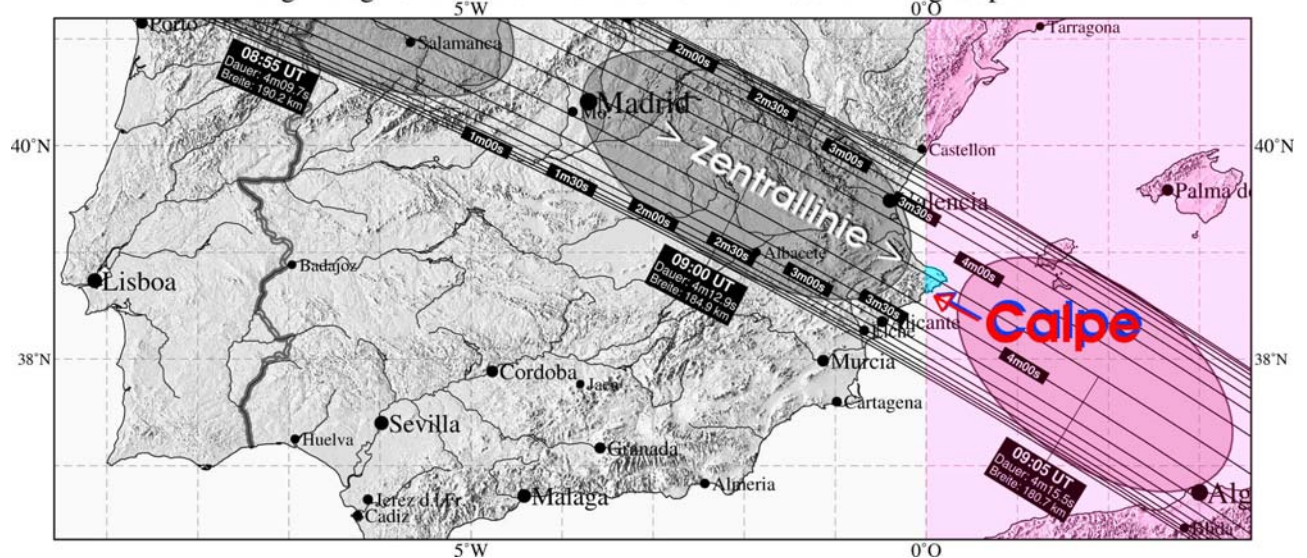 5°W
0°O
Porto
Salamanca
Tarragona
08:55 UT
Dauer: 4m09.7s
Breite: 190.2 km
2m00s
2m30s
3m00s
3m30s
4m00s
Madrid
Mo.
40°N
40°N
Castellon
1m00s
1m30s
2m00s
2m30s
3m00s
3m30s
4m00s
> zentrallinie >
Palma de
lencia
Badajoz
Lisboa
Albacete
09:00 UT
Dauer: 4m12.9s
Breite: 184.9 km
Calpe
Alicante
Elche
38°N
38°N
Murcia
Cordoba
Jaen
Cartagena
Sevilla
Huelva
Granada
09:05 UT
Dauer: 4m15.5s
Breite: 180.7 km
Almeria
Jerez d.l.Fr.
Malaga
Alg
Cadiz
Blida
5°W
0°O